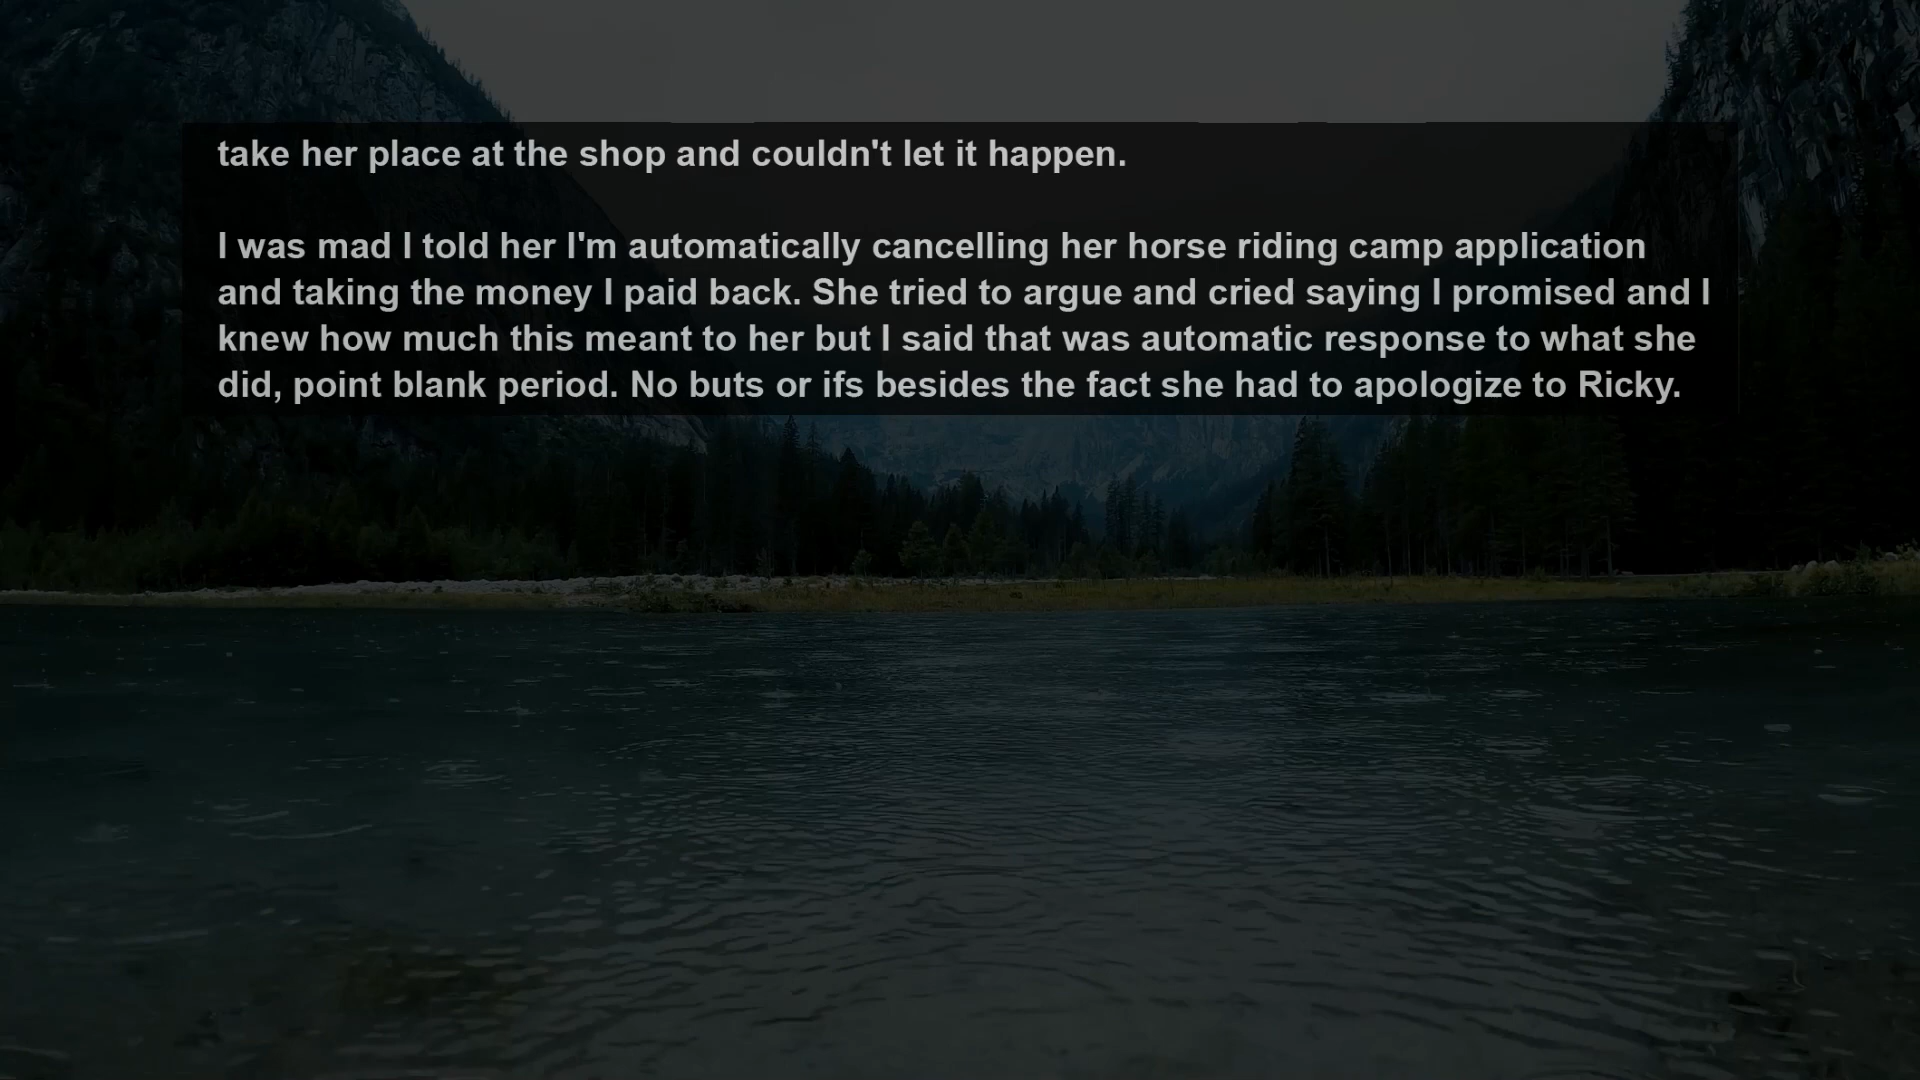 take her place at the shop and couldn't let it happen.
I was mad I told her I'm automatically cancelling her horse riding camp application
and taking the money I paid back. She tried to argue and cried saying I promised and I
knew how much this meant to her but I said that was automatic response to what she
did, point blank period. No buts or ifs besides the fact she had to apologize to Ricky.